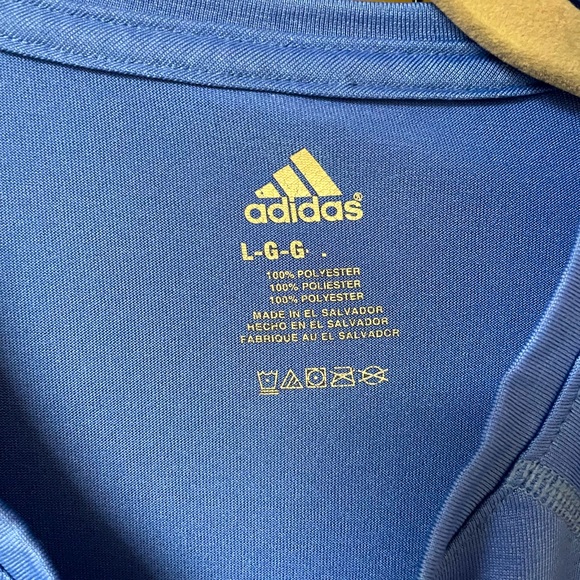 adidas®
L-G-G
100% POLYESTER
100% POLIESTER
100% POLYESTER
MADE IN EL SALVADOR
HECHO EN EL SALVADOR
FABRIQUE AU EL SALVADOR